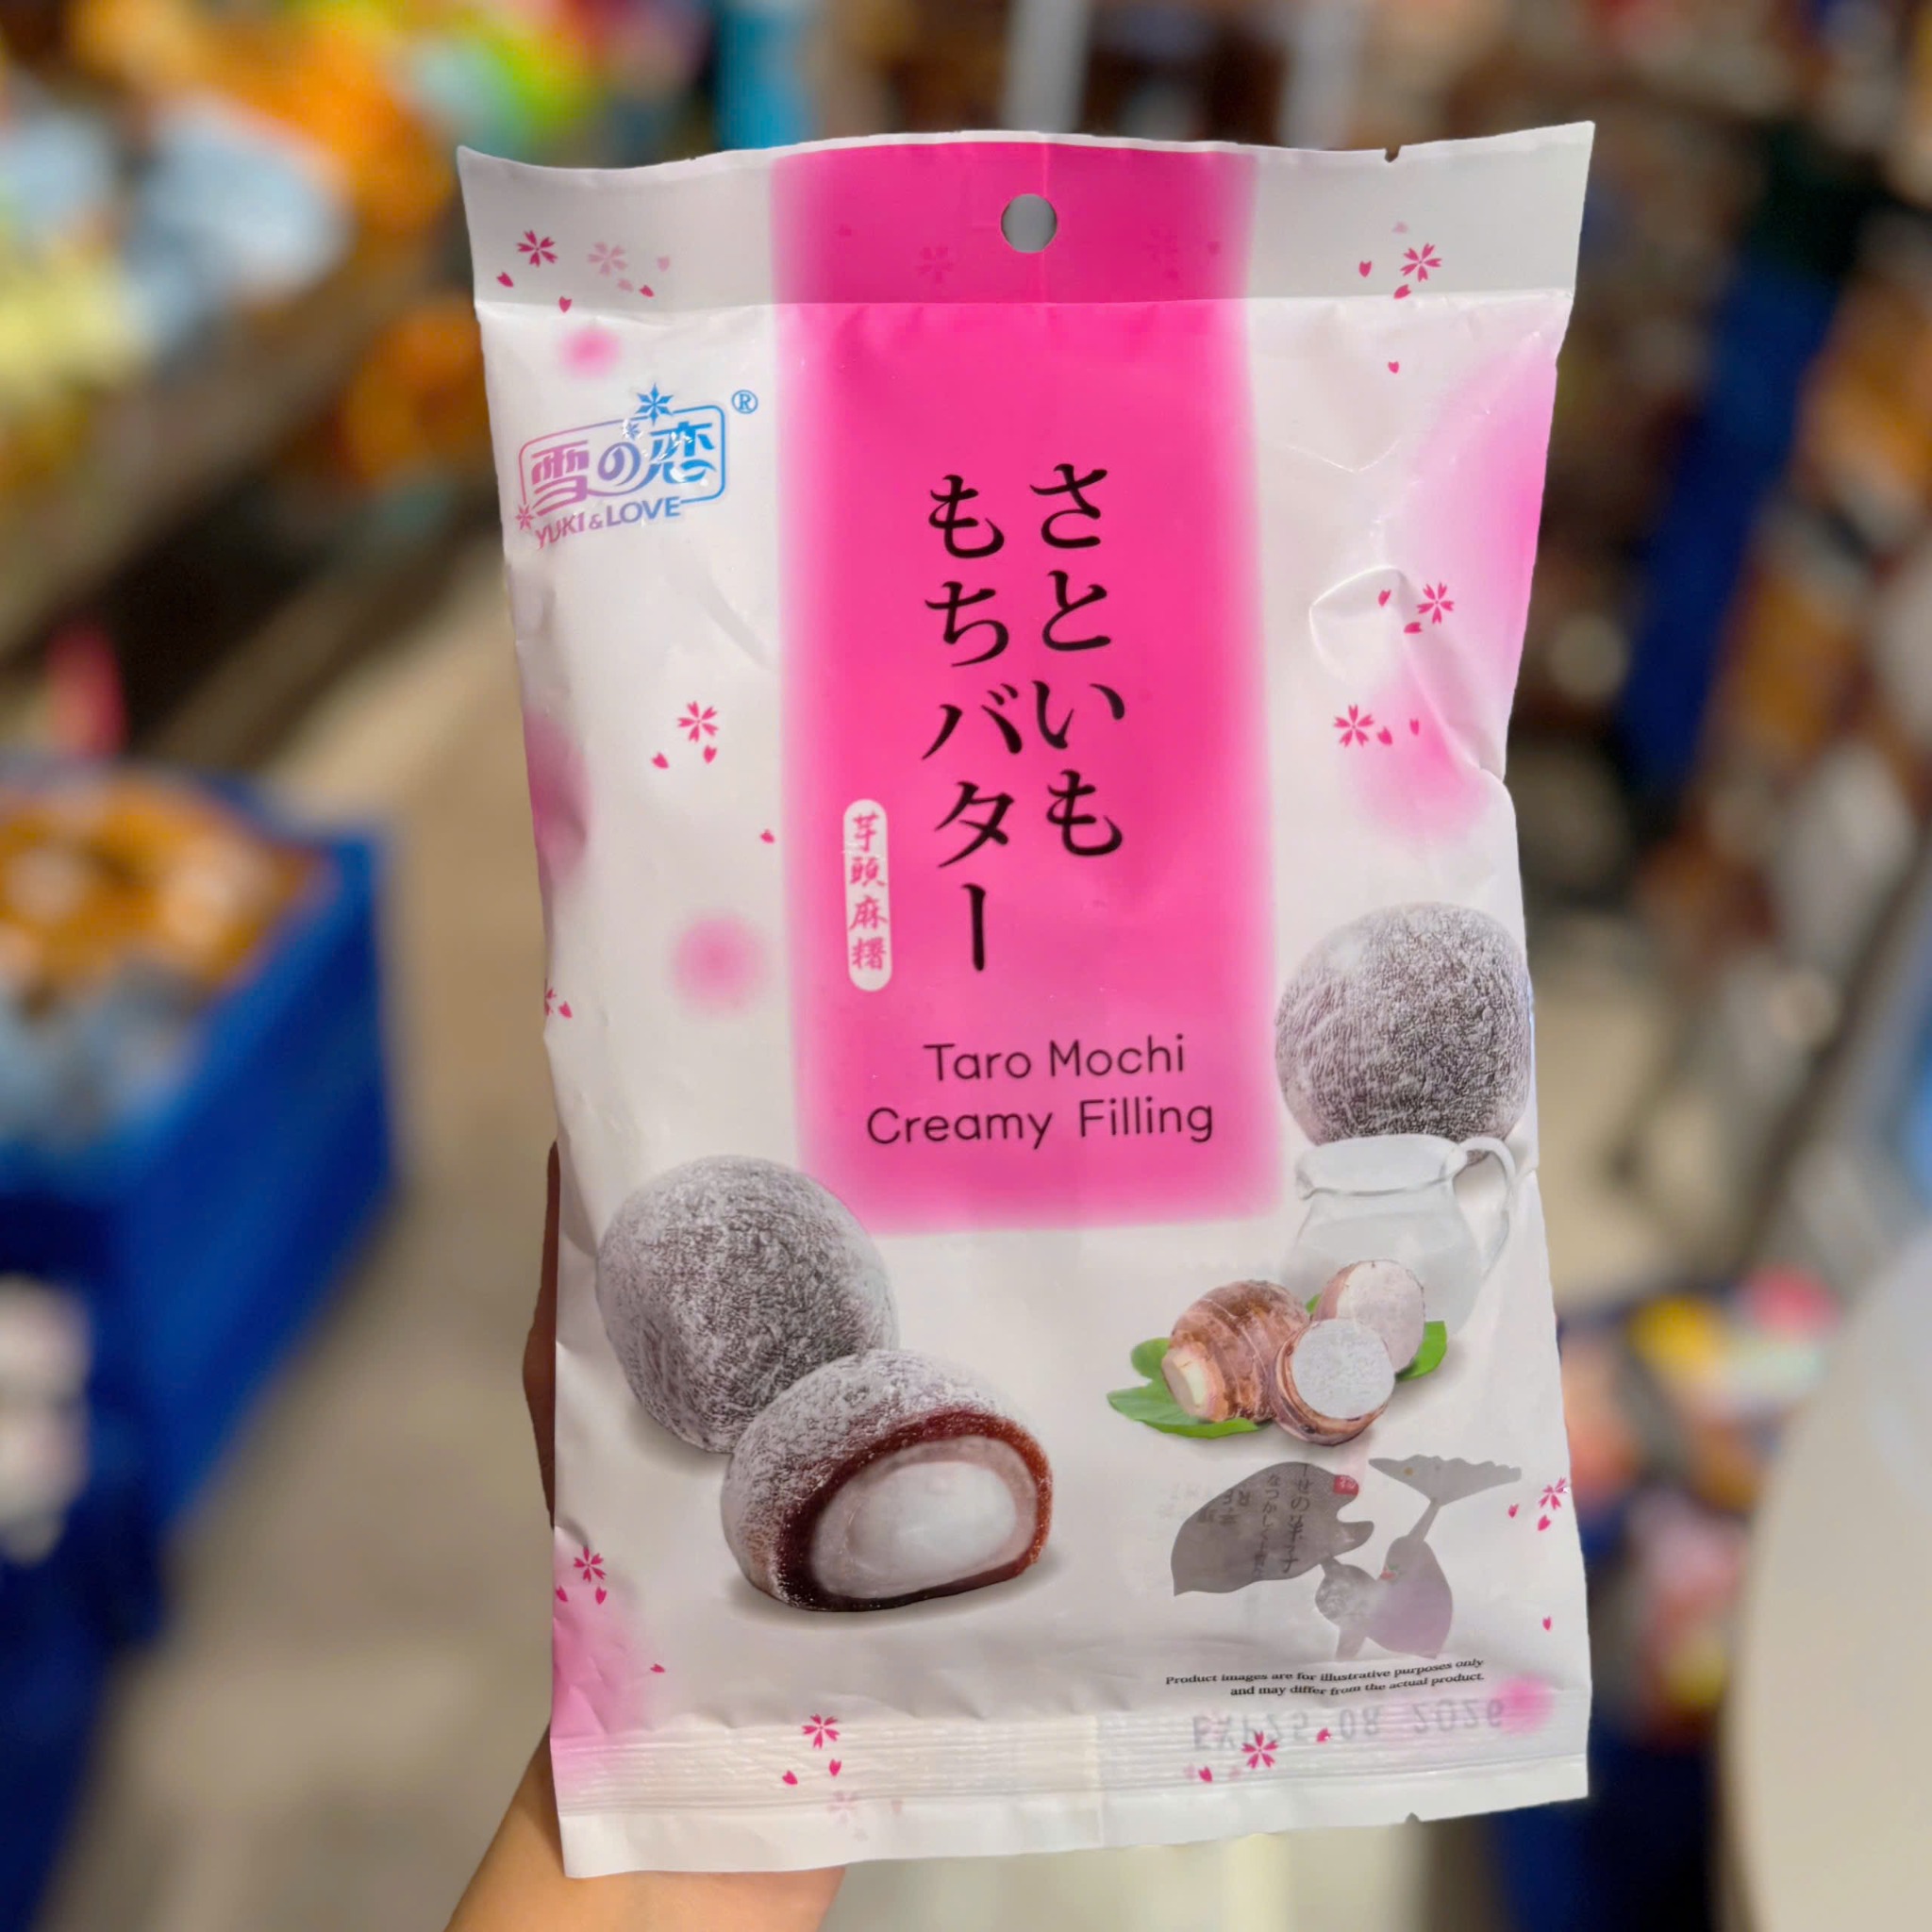 雪の恋®
YUKI&LOVE
さといも
もちバター
芋頭麻糬
Taro Mochi
Creamy Filling
Product images are for illustrative purposes only
and may differ from the actual product.